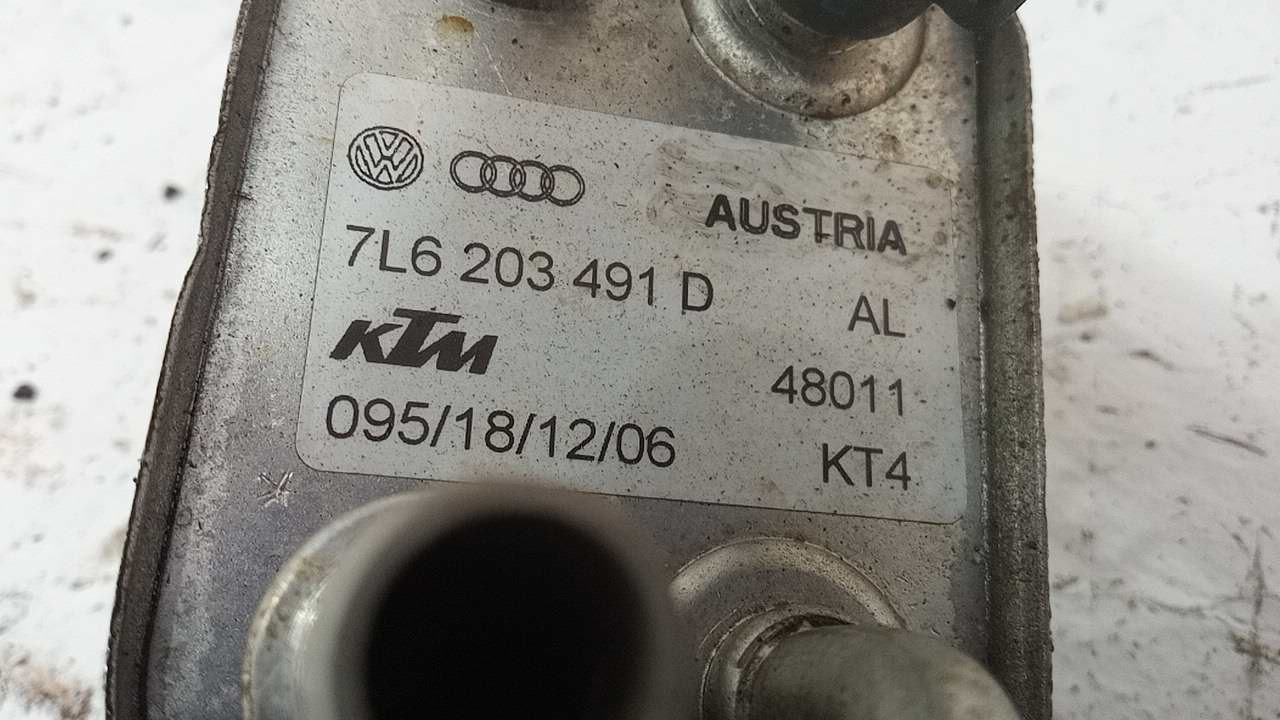 AUSTRIA
7L6 203 491 D AL
KTM 48011
095/18/12/06 KT4